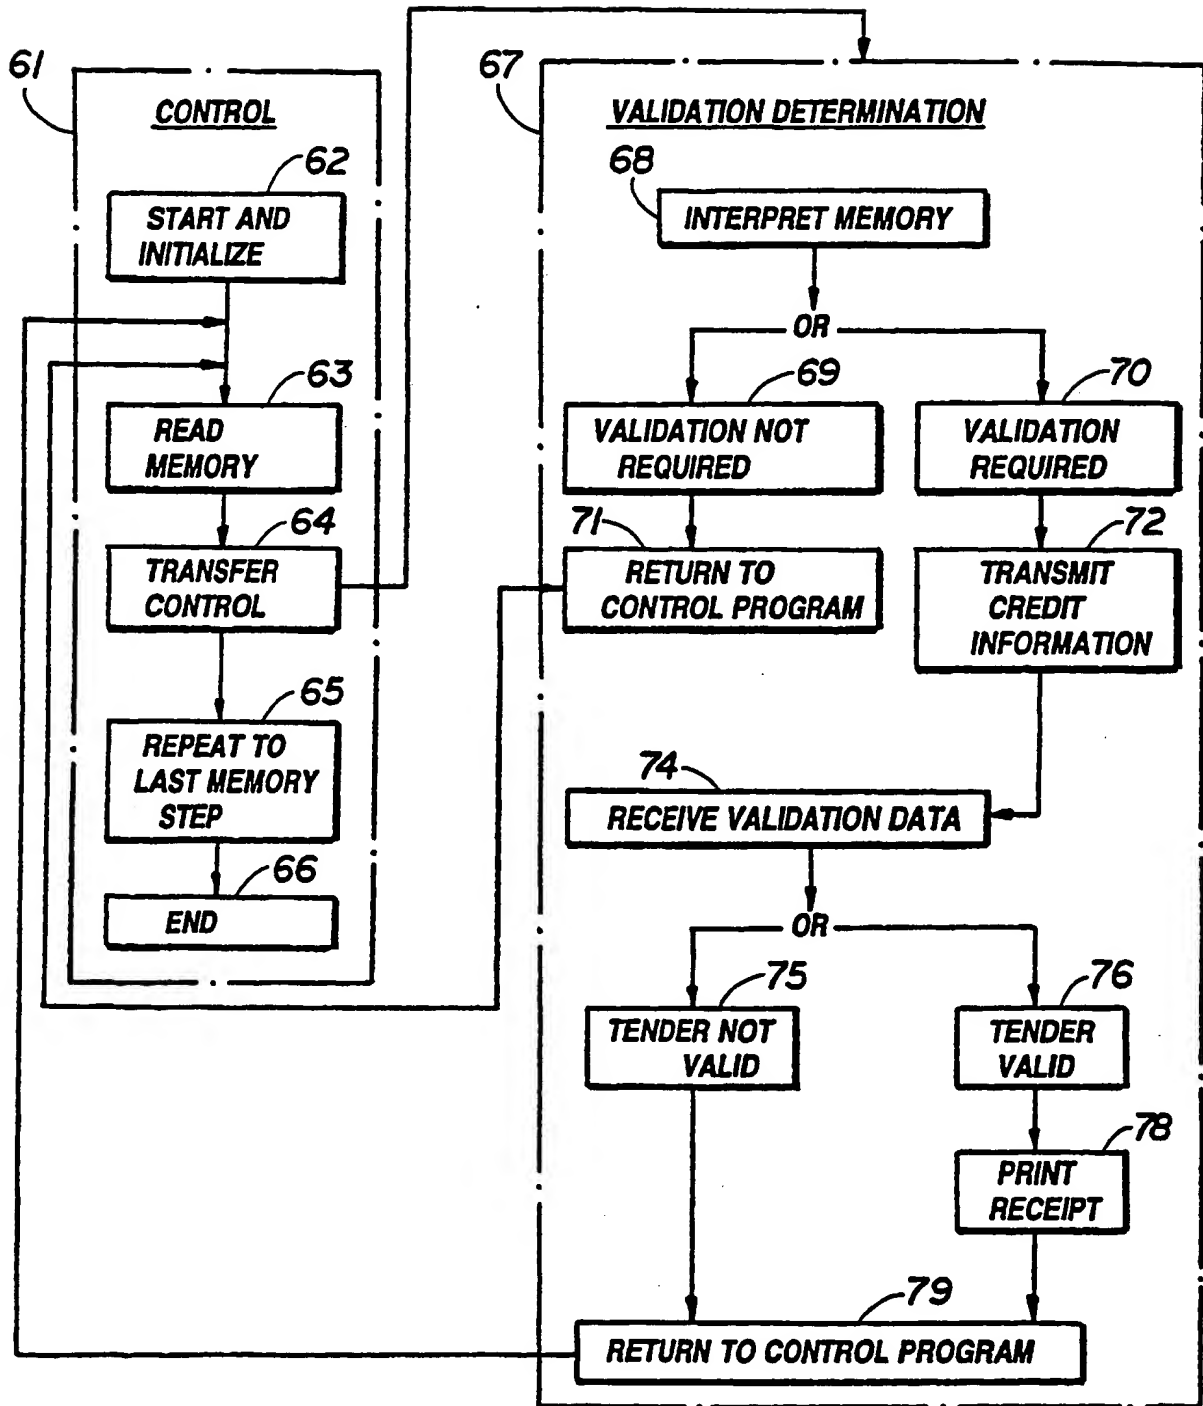 61
CONTROL
62
START AND
INITIALIZE
63
READ
MEMORY
64
TRANSFER
CONTROL
65
REPEAT TO
LAST MEMORY
STEP
66
END
67
VALIDATION DETERMINATION
68
INTERPRET MEMORY
OR
69
VALIDATION NOT
REQUIRED
70
VALIDATION
REQUIRED
71
RETURN TO
CONTROL PROGRAM
72
TRANSMIT
CREDIT
INFORMATION
74
RECEIVE VALIDATION DATA
OR
75
TENDER NOT
VALID
76
TENDER
VALID
78
PRINT
RECEIPT
79
RETURN TO CONTROL PROGRAM